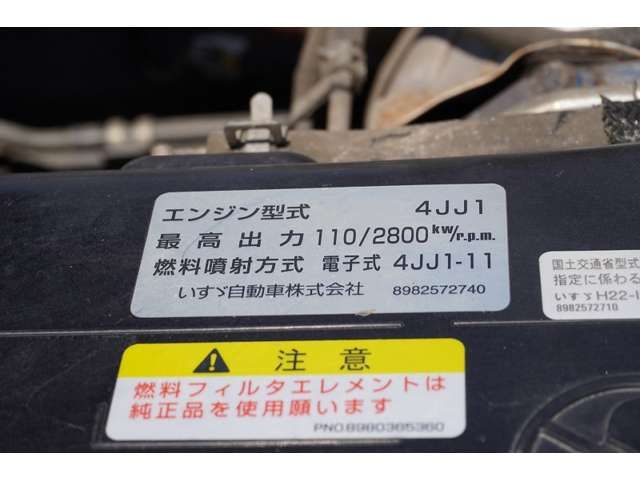 エンジン型式 4JJ1
最高出力 110/2800 kw/r.p.m.
燃料噴射方式 電子式 4JJ1-11
いすゞ自動車株式会社 8982572740
国土交通省型式
指定に係わる
いすゞH22-I
8982572710
注意
燃料フィルタエレメントは
純正品を使用願います
PNO.8980365360